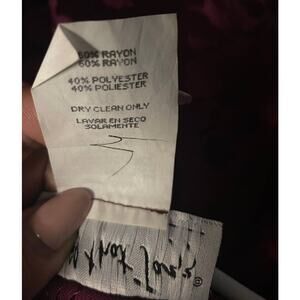 60% RAYON
60% RAYON
40% POLYESTER
40% POLIESTER
DRY CLEAN ONLY
LAVAR EN SECO
SOLAMENTE
®